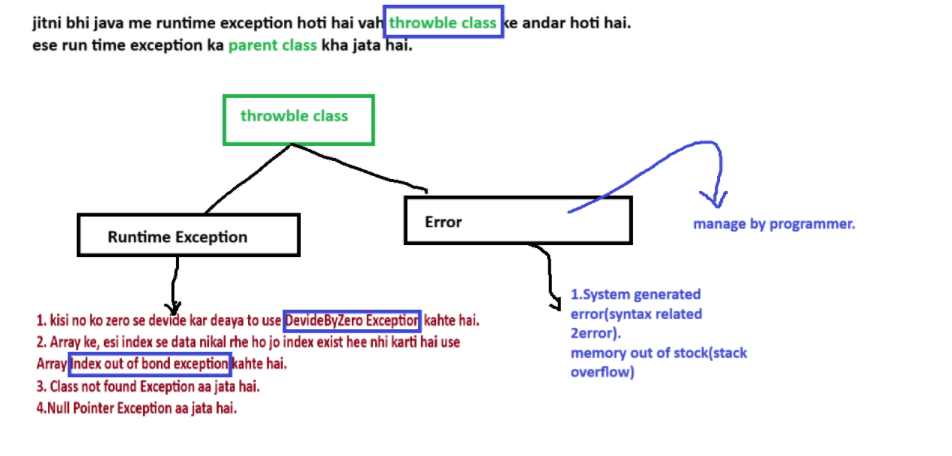 jitni bhi java me runtime exception hoti hai vah throwble class ke andar hoti hai.
ese run time exception ka parent class kha jata hai.
throwble class
Runtime Exception
Error
manage by programmer.
1. kisi no ko zero se devide kar deaya to use DevideByZero Exception kahte hai.
2. Array ke, esi index se data nikal rhe ho jo index exist hee nhi karti hai use
Array Index out of bond exception kahte hai.
3. Class not found Exception aa jata hai.
4.Null Pointer Exception aa jata hai.
1.System generated
error(syntax related
2error).
memory out of stock(stack
overflow)